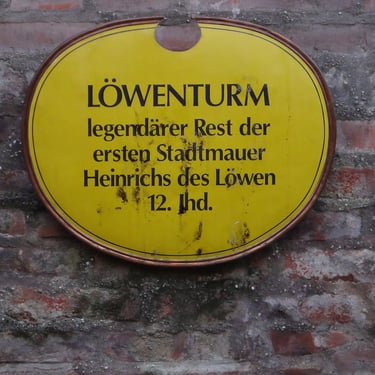 LÖWENTURM
legendärer Rest der
ersten Stadtmauer
Heinrichs des Löwen
12. Jhd.